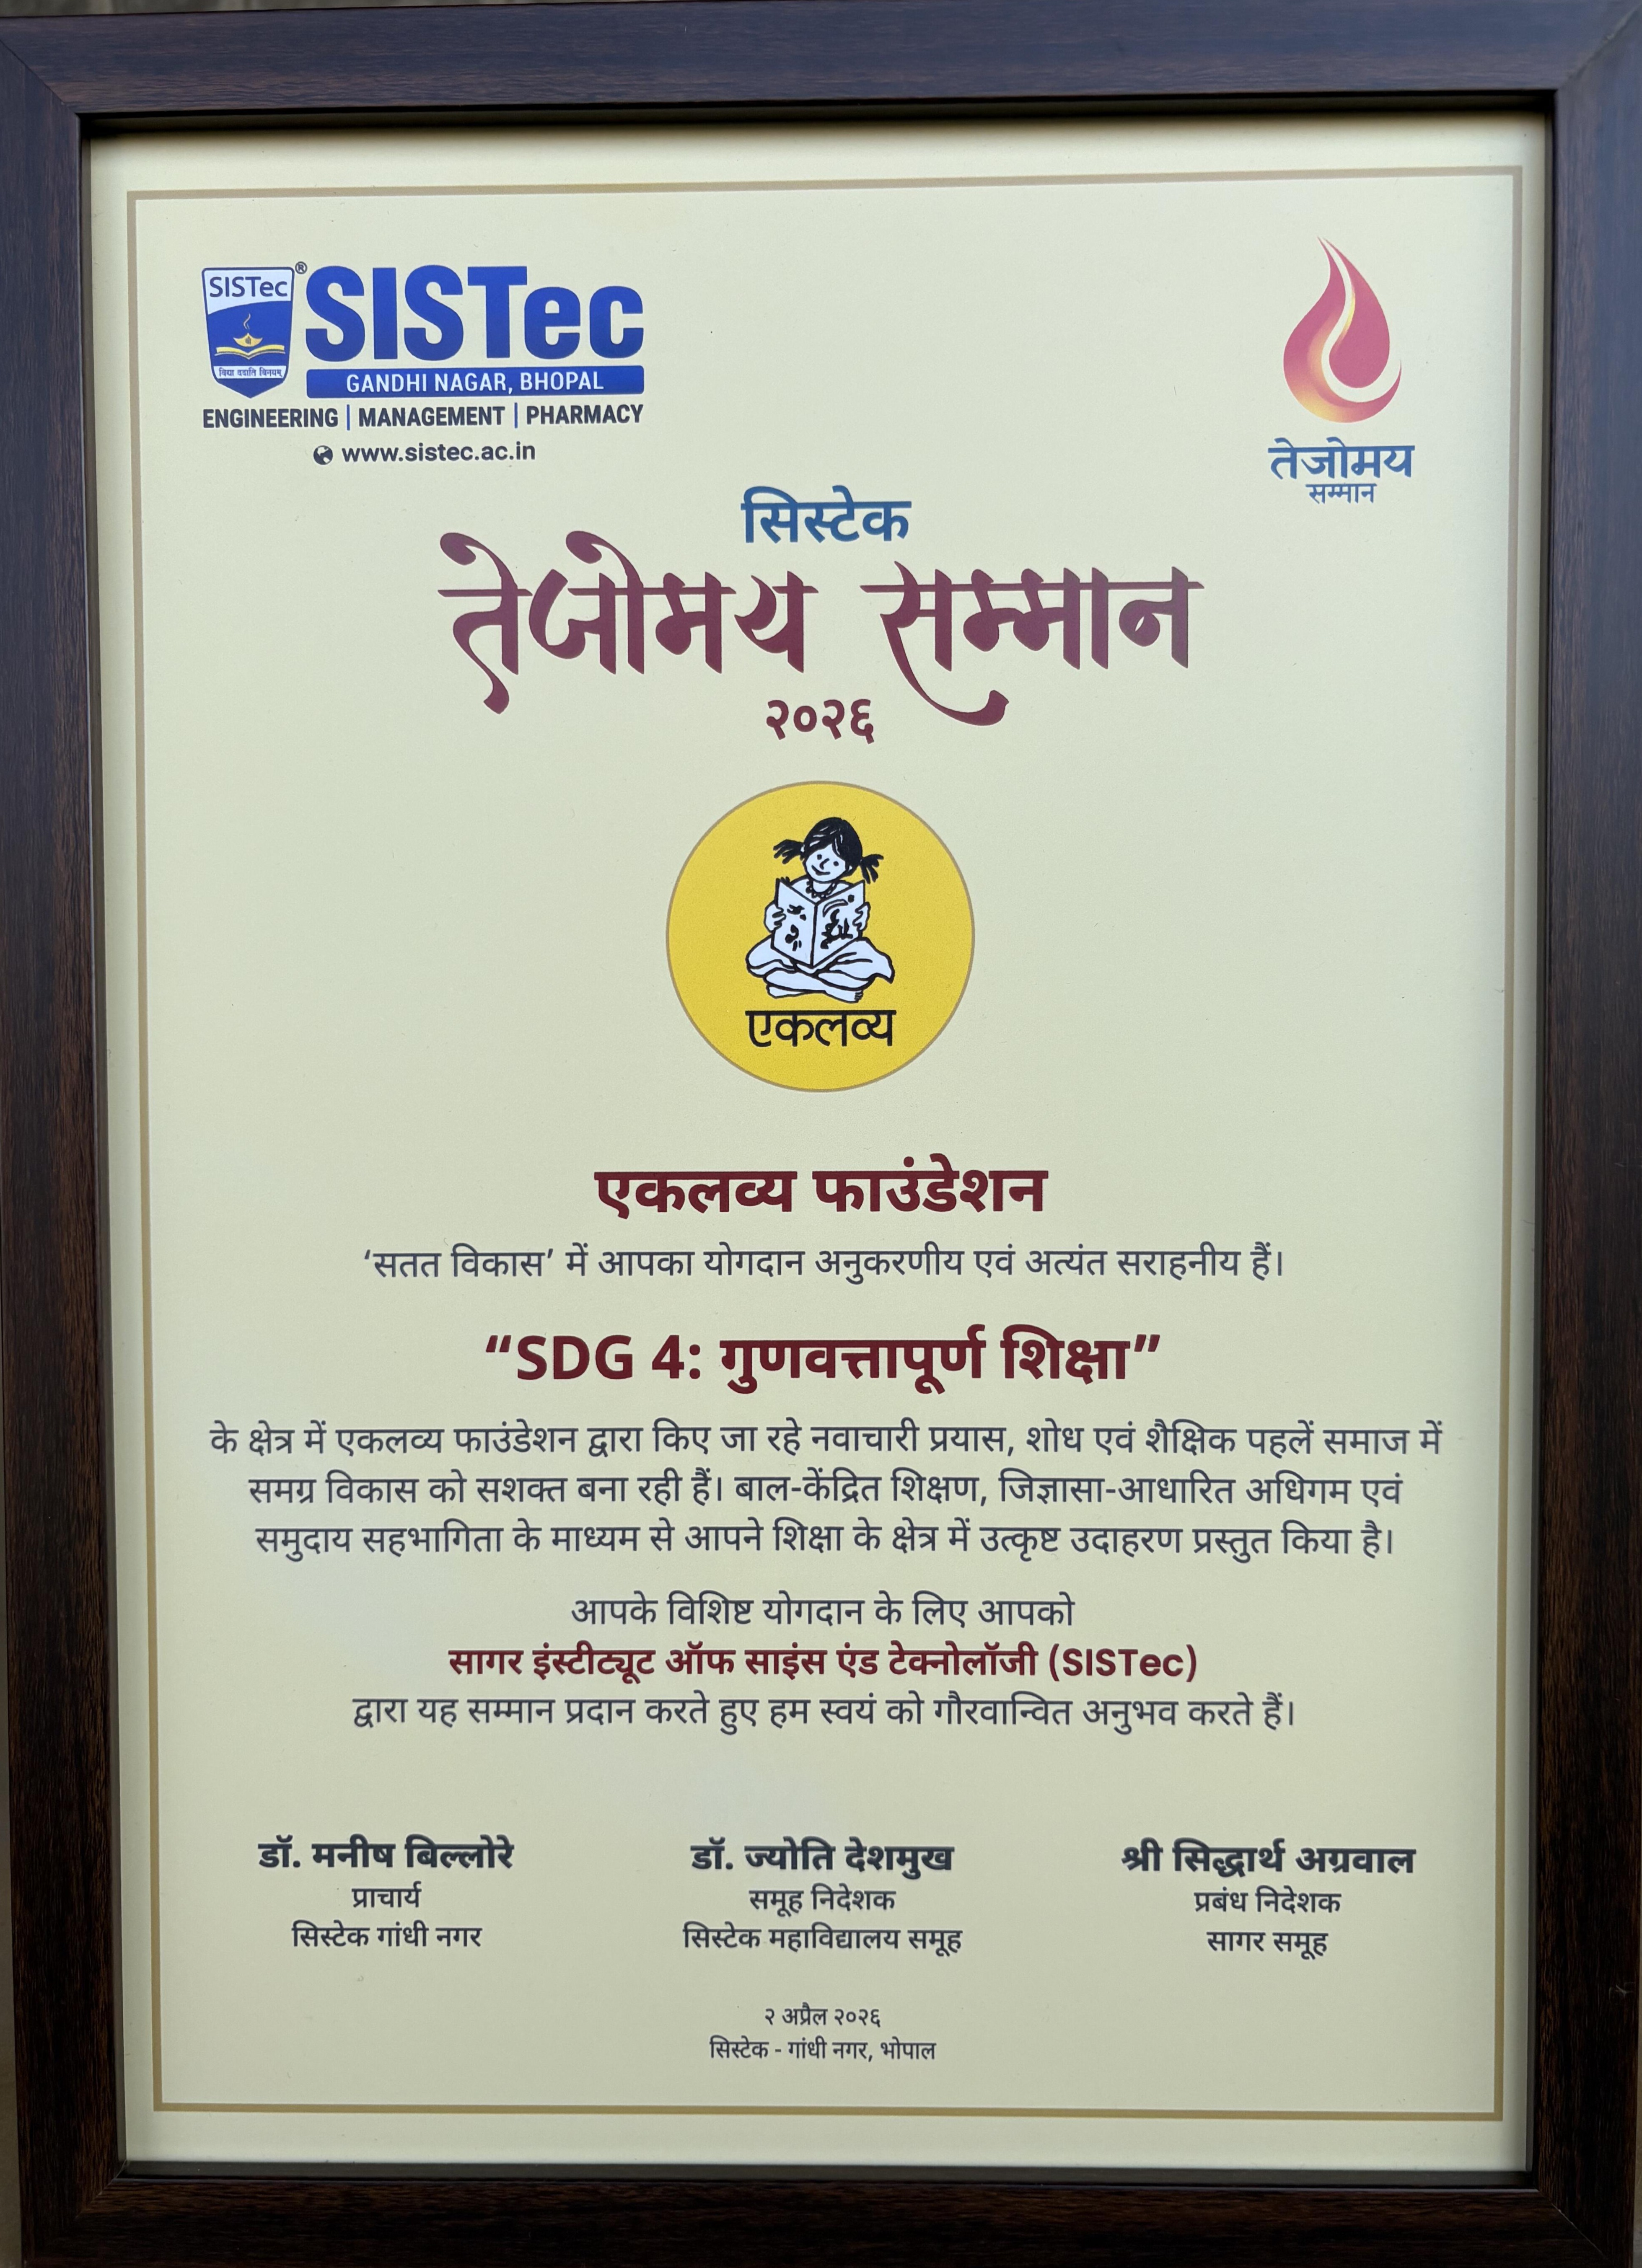 SISTec
विद्या ददाति विनयम्
®
SISTec
GANDHI NAGAR, BHOPAL
ENGINEERING | MANAGEMENT | PHARMACY
www.sistec.ac.in
तेजोमय
सम्मान
सिस्टेक
तेजोमय सम्मान
२०२६
एकलव्य
एकलव्य फाउंडेशन
‘सतत विकास’ में आपका योगदान अनुकरणीय एवं अत्यंत सराहनीय हैं।
“SDG 4: गुणवत्तापूर्ण शिक्षा”
के क्षेत्र में एकलव्य फाउंडेशन द्वारा किए जा रहे नवाचारी प्रयास, शोध एवं शैक्षिक पहलें समाज में
समग्र विकास को सशक्त बना रही हैं। बाल-केंद्रित शिक्षण, जिज्ञासा-आधारित अधिगम एवं
समुदाय सहभागिता के माध्यम से आपने शिक्षा के क्षेत्र में उत्कृष्ट उदाहरण प्रस्तुत किया है।
आपके विशिष्ट योगदान के लिए आपको
सागर इंस्टीट्यूट ऑफ साइंस एंड टेक्नोलॉजी (SISTec)
द्वारा यह सम्मान प्रदान करते हुए हम स्वयं को गौरवान्वित अनुभव करते हैं।
डॉ. मनीष बिल्लोरे
प्राचार्य
सिस्टेक गांधी नगर
डॉ. ज्योति देशमुख
समूह निदेशक
सिस्टेक महाविद्यालय समूह
श्री सिद्धार्थ अग्रवाल
प्रबंध निदेशक
सागर समूह
२ अप्रैल २०२६
सिस्टेक - गांधी नगर, भोपाल